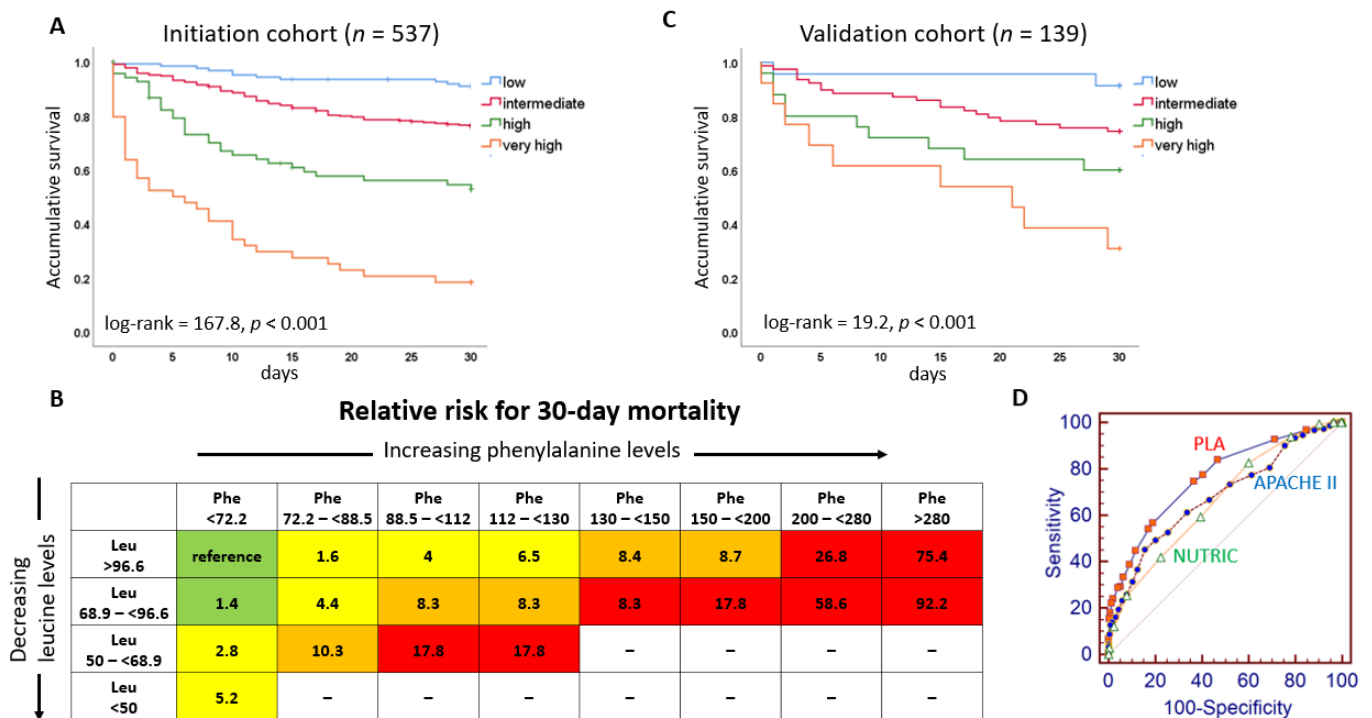 A
Initiation cohort (n = 537)
Accumulative survival
1.0
0.8
0.6
0.4
0.2
0.0
low
intermediate
high
very high
log-rank = 167.8, p < 0.001
0 5 10 15 20 25 30
days
C
Validation cohort (n = 139)
Accumulative survival
1.0
0.8
0.6
0.4
0.2
0.0
low
intermediate
high
very high
log-rank = 19.2, p < 0.001
0 5 10 15 20 25 30
days
B
Relative risk for 30-day mortality
Increasing phenylalanine levels
Decreasing
leucine levels
Phe Phe Phe Phe Phe Phe Phe Phe
<72.2 72.2 – <88.5 88.5 – <112 112 – <130 130 – <150 150 – <200 200 – <280 >280
Leu
>96.6
reference 1.6 4 6.5 8.4 8.7 26.8 75.4
Leu
68.9 – <96.6
1.4 4.4 8.3 8.3 8.3 17.8 58.6 92.2
Leu
50 – <68.9
2.8 10.3 17.8 17.8 – – – –
Leu
<50
5.2 – – – – – – –
D
Sensitivity
100
80
60
40
20
0
PLA
APACHE II
NUTRIC
0 20 40 60 80 100
100-Specificity